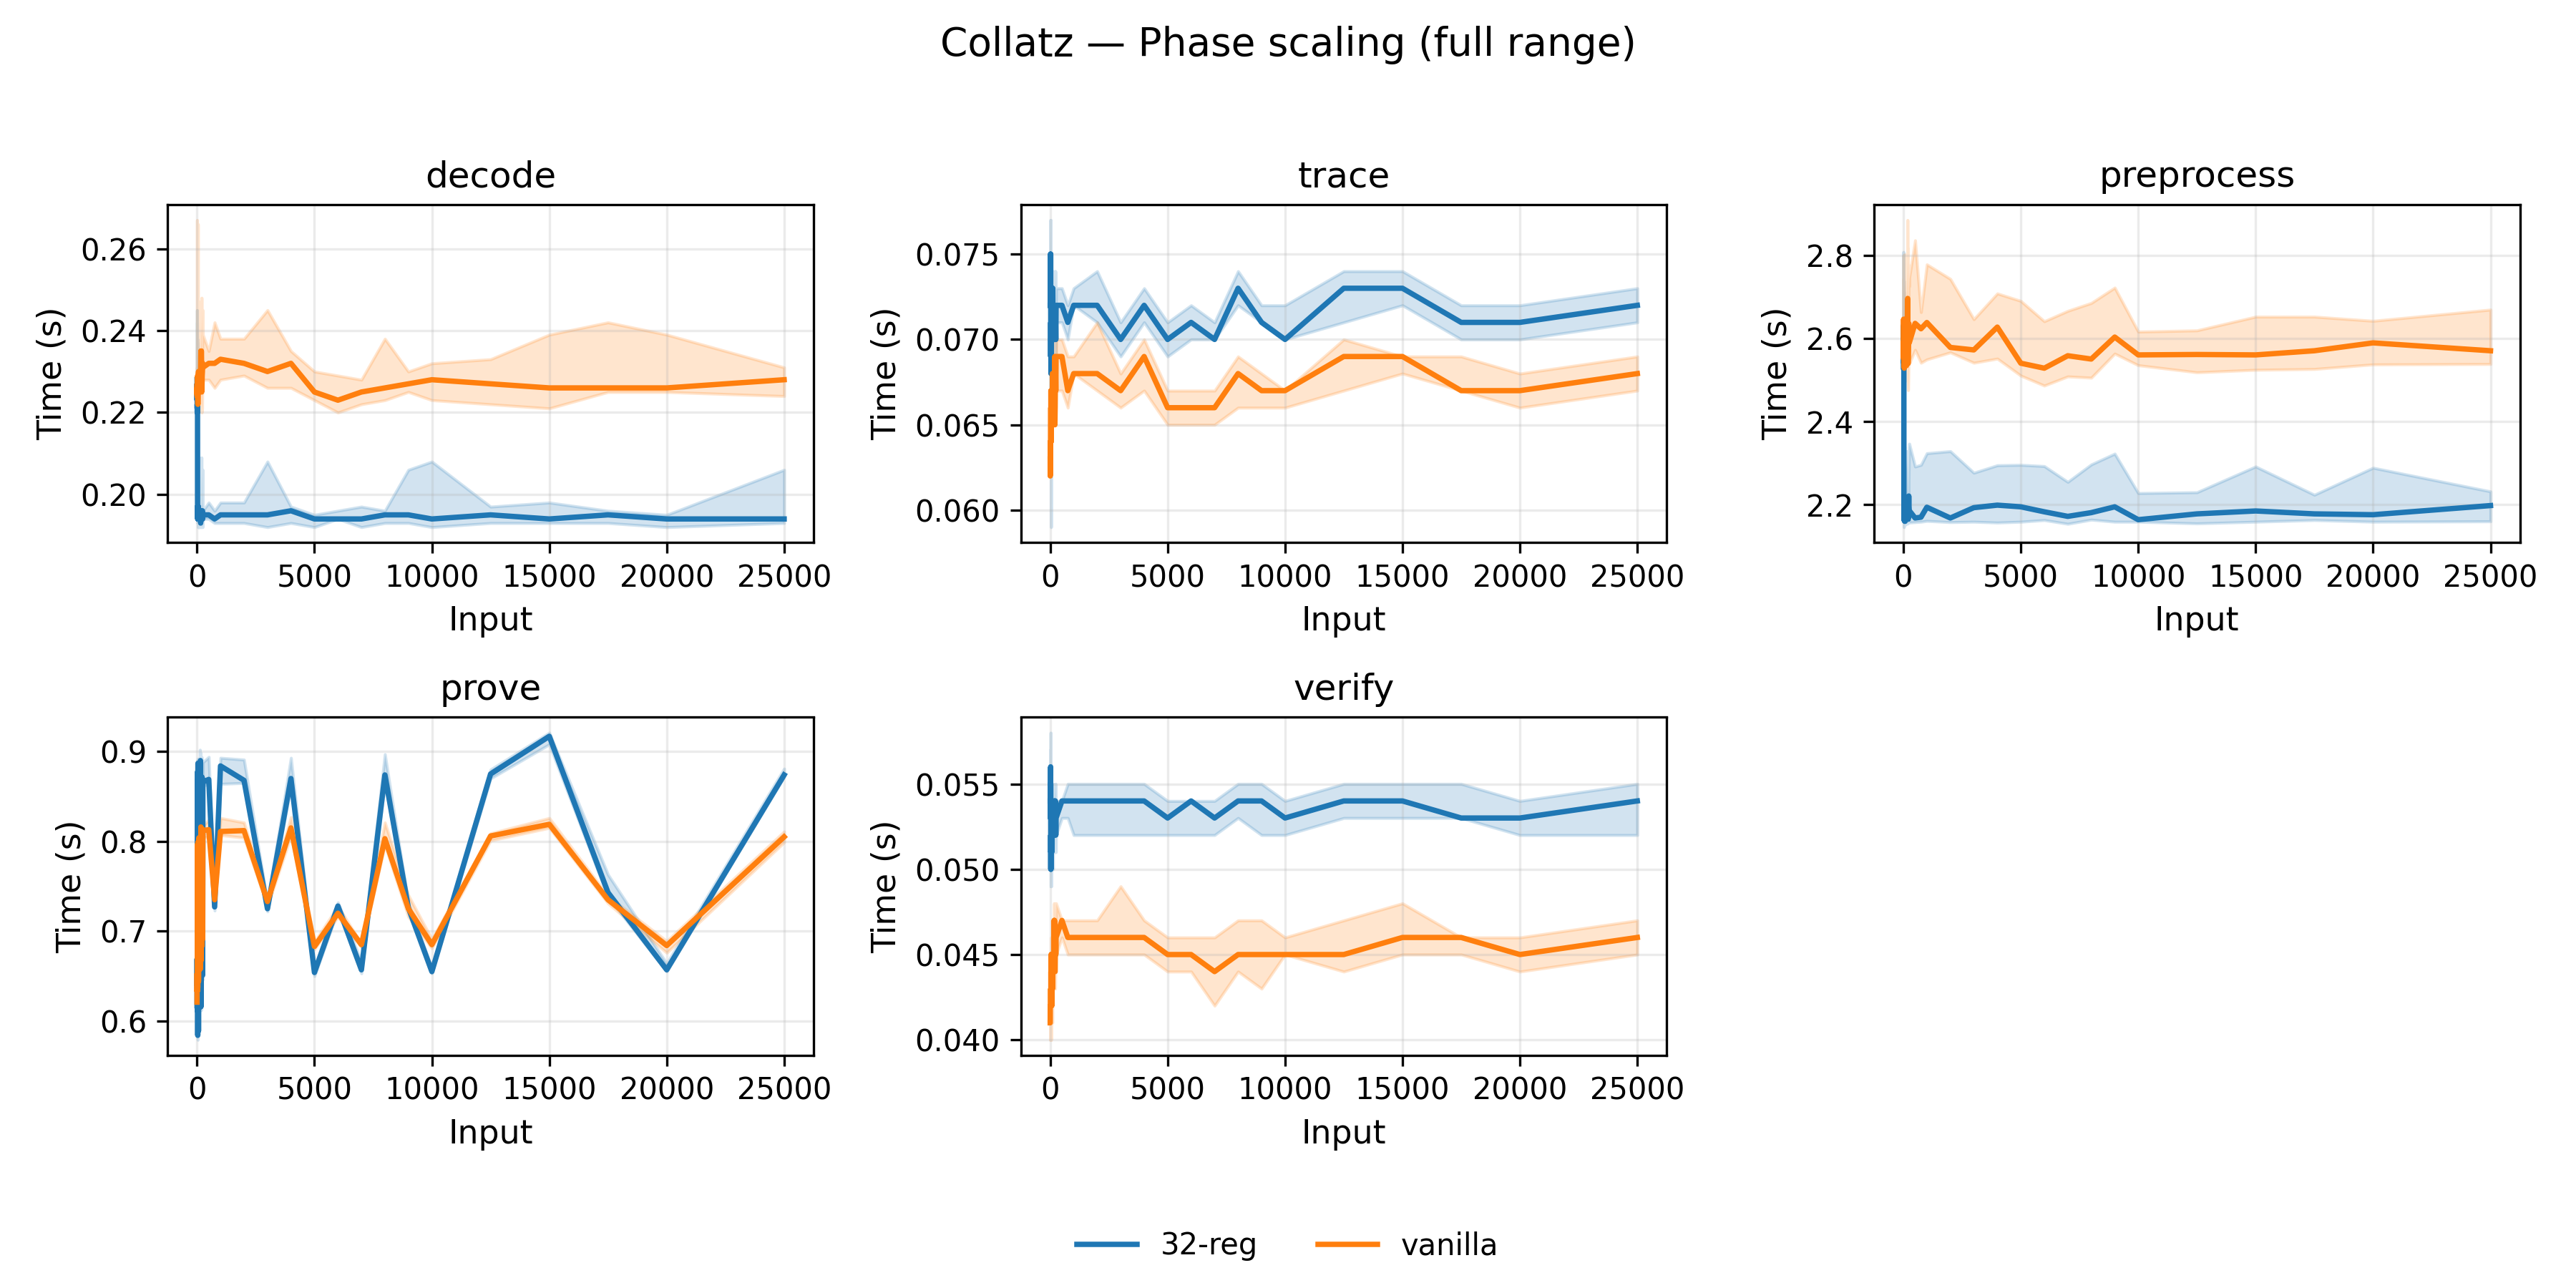 Collatz — Phase scaling (full range)
decode
Time (s)
0.26
0.24
0.22
0.20
0 5000 10000 15000 20000 25000
Input
trace
Time (s)
0.075
0.070
0.065
0.060
0 5000 10000 15000 20000 25000
Input
preprocess
Time (s)
2.8
2.6
2.4
2.2
0 5000 10000 15000 20000 25000
Input
prove
Time (s)
0.9
0.8
0.7
0.6
0 5000 10000 15000 20000 25000
Input
verify
Time (s)
0.055
0.050
0.045
0.040
0 5000 10000 15000 20000 25000
Input
32-reg vanilla